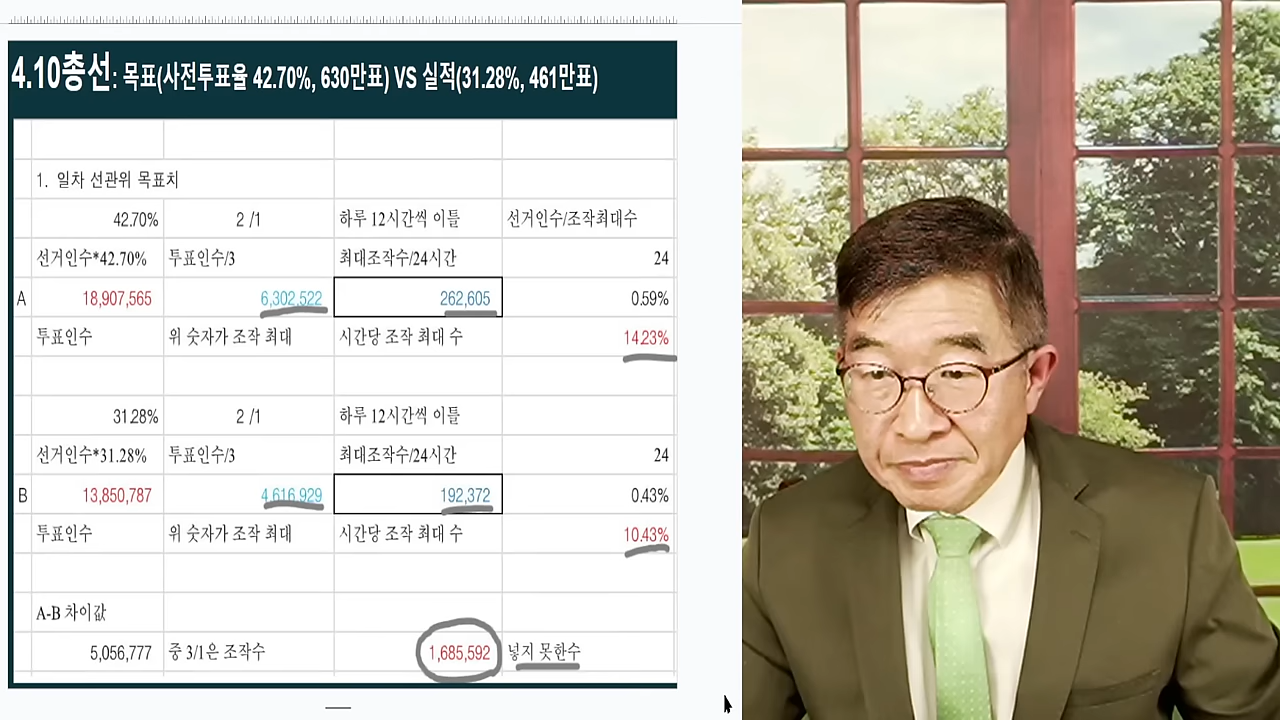 4.10총선: 목표(사전투표율 42.70%, 630만표) VS 실적(31.28%, 461만표)
1. 일차 선관위 목표치
42.70% 2 /1 하루 12시간씩 이틀 선거인수/조작최대수
선거인수*42.70% 투표인수/3 최대조작수/24시간 24
A 18,907,565 6,302,522 262,605 0.59%
투표인수 위 숫자가 조작 최대 시간당 조작 최대 수 14.23%
31.28% 2 /1 하루 12시간씩 이틀
선거인수*31.28% 투표인수/3 최대조작수/24시간 24
B 13,850,787 4,616,929 192,372 0.43%
투표인수 위 숫자가 조작 최대 시간당 조작 최대 수 10.43%
A-B 차이값
5,056,777 중 3/1은 조작수 1,685,592 넣지 못한수